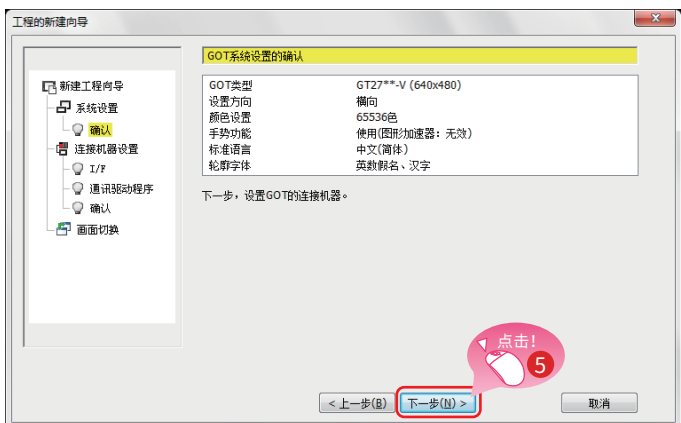 工程的新建向导
新建工程向导
系统设置
确认
连接机器设置
I/F
通讯驱动程序
确认
画面切换
GOT系统设置的确认
GOT类型 GT27**-V (640x480)
设置方向 横向
颜色设置 65536色
手势功能 使用(图形加速器：无效)
标准语言 中文(简体)
轮廓字体 英数假名、汉字
下一步，设置GOT的连接机器。
点击!
5
<上一步(B) 下一步(N) > 取消